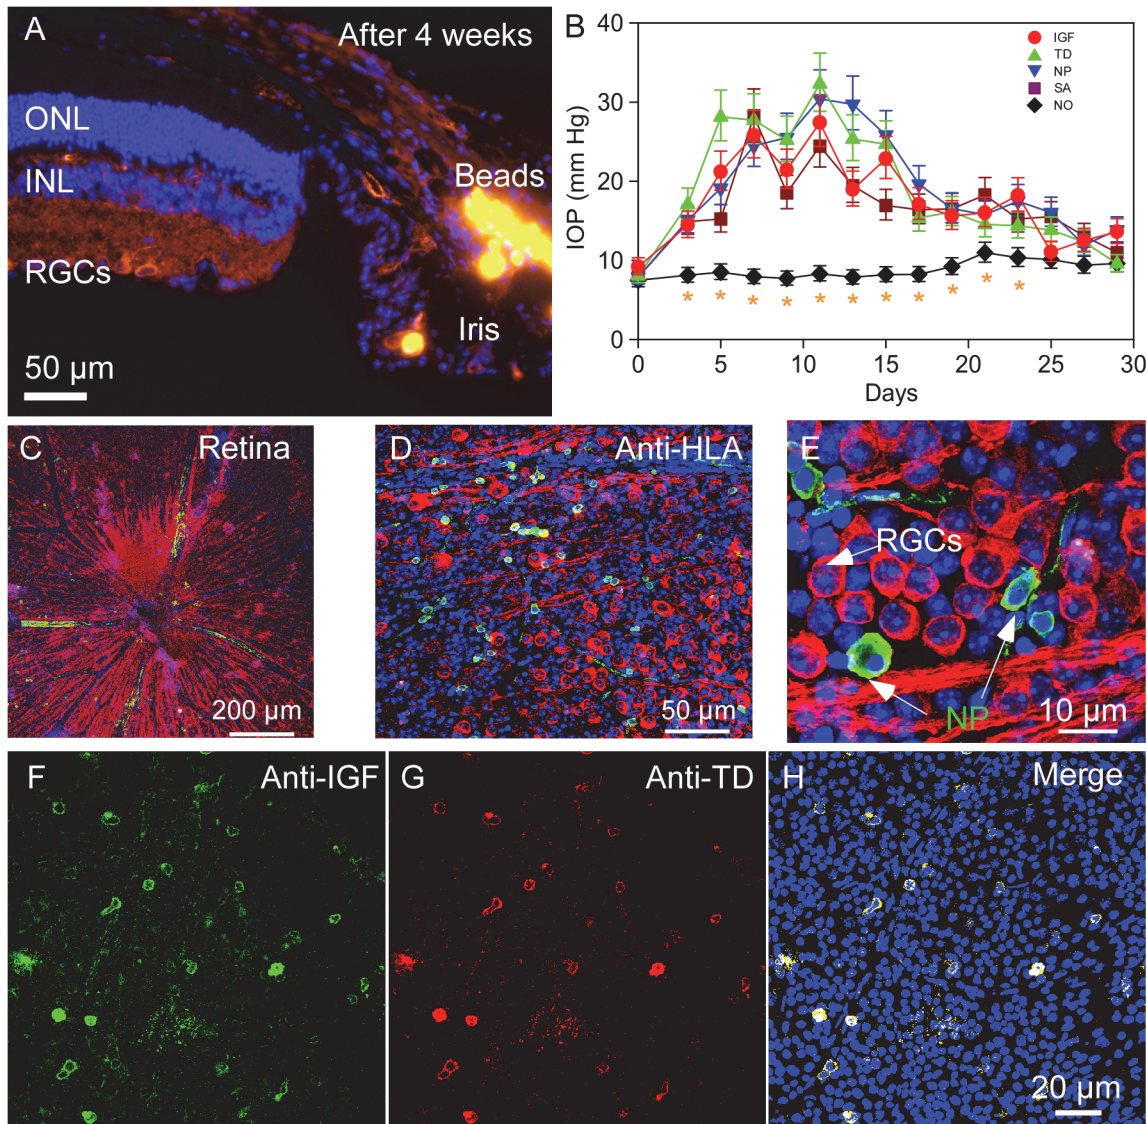 A
After 4 weeks
ONL
INL
RGCs
Beads
Iris
50 µm
B
IOP (mm Hg)
40
30
20
10
0
IGF
TD
NP
SA
NO
* * * * * * * * * * *
0 5 10 15 20 25 30
Days
C
Retina
200 µm
D
Anti-HLA
50 µm
E
RGCs
NP
10 µm
F
Anti-IGF
G
Anti-TD
H
Merge
20 µm